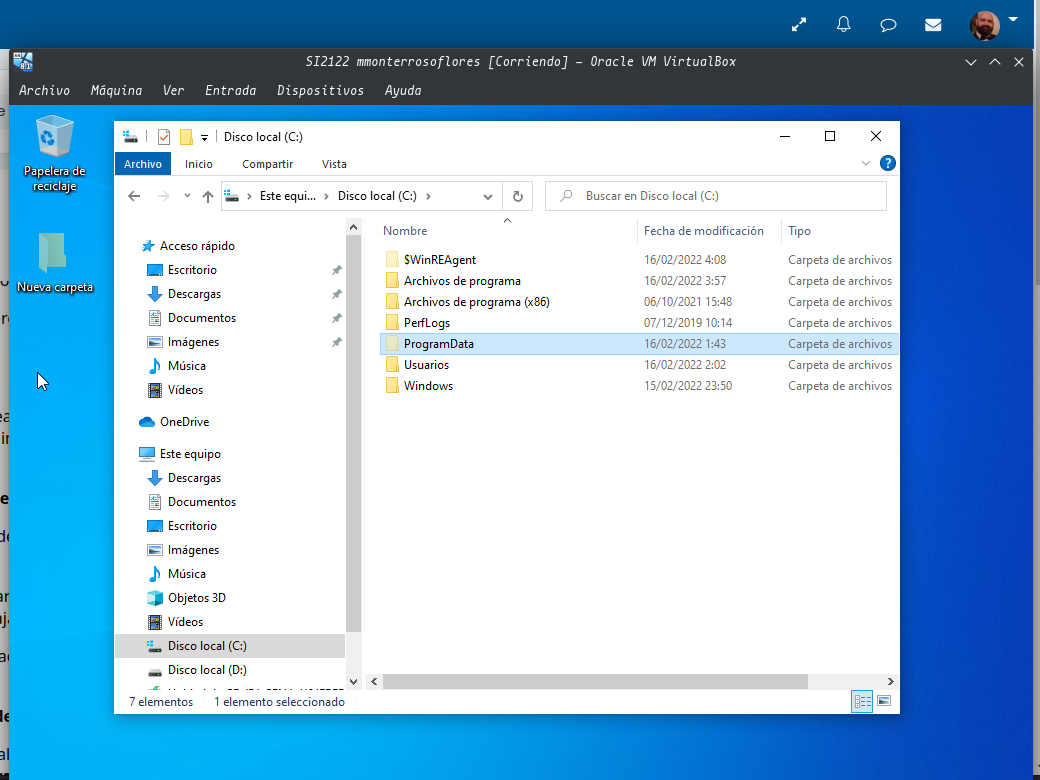 SI2122 mmonterrosoflores [Corriendo] – Oracle VM VirtualBox
Archivo Máquina Ver Entrada Dispositivos Ayuda
Papelera de
reciclaje
Nueva carpeta
Disco local (C:)
Archivo Inicio Compartir Vista
Este equi... Disco local (C:)
Buscar en Disco local (C:)
Acceso rápido
Escritorio
Descargas
Documentos
Imágenes
Música
Vídeos
OneDrive
Este equipo
Descargas
Documentos
Escritorio
Imágenes
Música
Objetos 3D
Vídeos
Disco local (C:)
Disco local (D:)
Nombre Fecha de modificación Tipo
$WinREAgent 16/02/2022 4:08 Carpeta de archivos
Archivos de programa 16/02/2022 3:57 Carpeta de archivos
Archivos de programa (x86) 06/10/2021 15:48 Carpeta de archivos
PerfLogs 07/12/2019 10:14 Carpeta de archivos
ProgramData 16/02/2022 1:43 Carpeta de archivos
Usuarios 16/02/2022 2:02 Carpeta de archivos
Windows 15/02/2022 23:50 Carpeta de archivos
7 elementos 1 elemento seleccionado